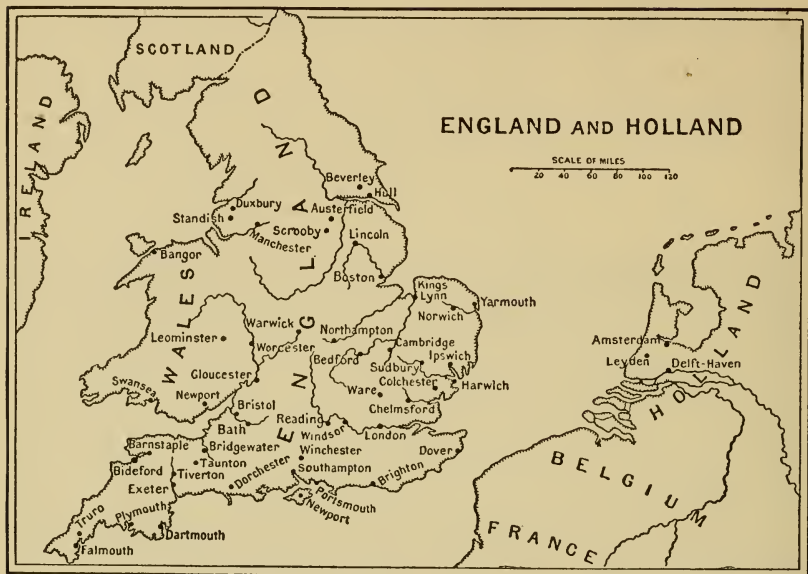 SCOTLAND
IRELAND
ENGLAND AND HOLLAND
SCALE OF MILES
20 40 60 80 100 120
ENGLAND
WALES
Beverley
Hull
Duxbury
Standish
Austerfield
Scrooby
Manchester
Lincoln
Bangor
Boston
Kings
Lynn
Yarmouth
Norwich
Warwick
Northampton
Leominster
Worcester
Cambridge
Bedford
Ipswich
Sudbury
Gloucester
Colchester
Harwich
Swansea
Newport
Ware
Chelmsford
Bristol
Reading
Bath
Windsor
London
Barnstaple
Bridgewater
Winchester
Dover
Taunton
Bideford
Southampton
Tiverton
Dorchester
Exeter
Brighton
Portsmouth
Newport
Truro
Plymouth
Dartmouth
Falmouth
Amsterdam
Leyden
Delft-Haven
HOLLAND
BELGIUM
FRANCE